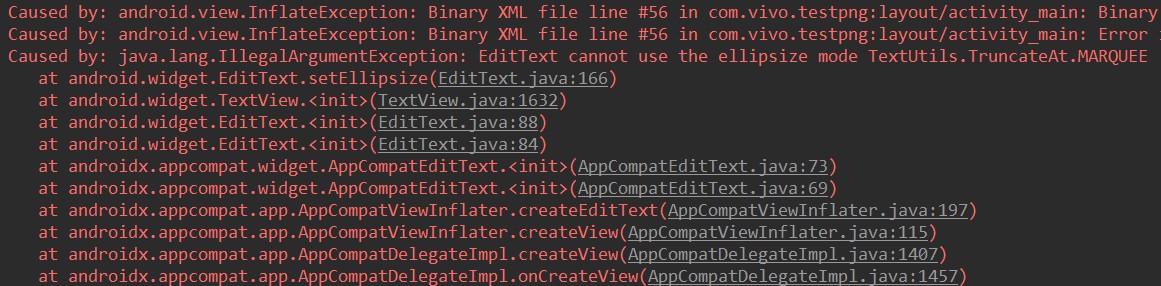 Caused by: android.view.InflateException: Binary XML file line #56 in com.vivo.testpng:layout/activity_main: Binary
Caused by: android.view.InflateException: Binary XML file line #56 in com.vivo.testpng:layout/activity_main: Error
Caused by: java.lang.IllegalArgumentException: EditText cannot use the ellipsize mode TextUtils.TruncateAt.MARQUEE
at android.widget.EditText.setEllipsize(EditText.java:166)
at android.widget.TextView.<init>(TextView.java:1632)
at android.widget.EditText.<init>(EditText.java:88)
at android.widget.EditText.<init>(EditText.java:84)
at androidx.appcompat.widget.AppCompatEditText.<init>(AppCompatEditText.java:73)
at androidx.appcompat.widget.AppCompatEditText.<init>(AppCompatEditText.java:69)
at androidx.appcompat.app.AppCompatViewInflater.createEditText(AppCompatViewInflater.java:197)
at androidx.appcompat.app.AppCompatViewInflater.createView(AppCompatViewInflater.java:115)
at androidx.appcompat.app.AppCompatDelegateImpl.createView(AppCompatDelegateImpl.java:1407)
at androidx.appcompat.app.AppCompatDelegateImpl.onCreateView(AppCompatDelegateImpl.java:1457)